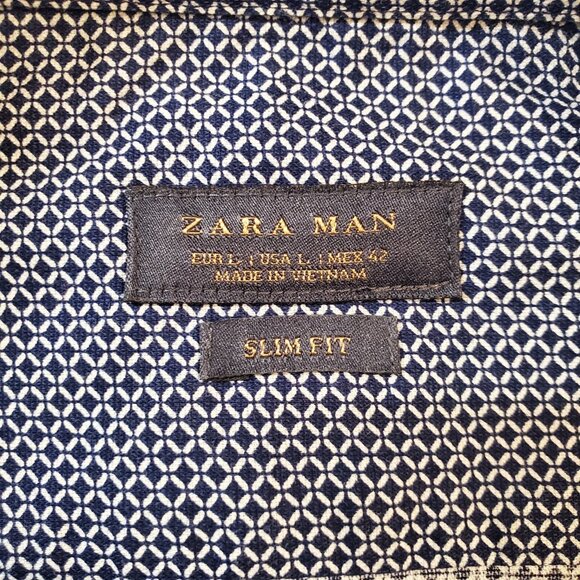 ZARA MAN
EUR L. | USA L. | MEX 42
MADE IN VIETNAM
SLIM FIT